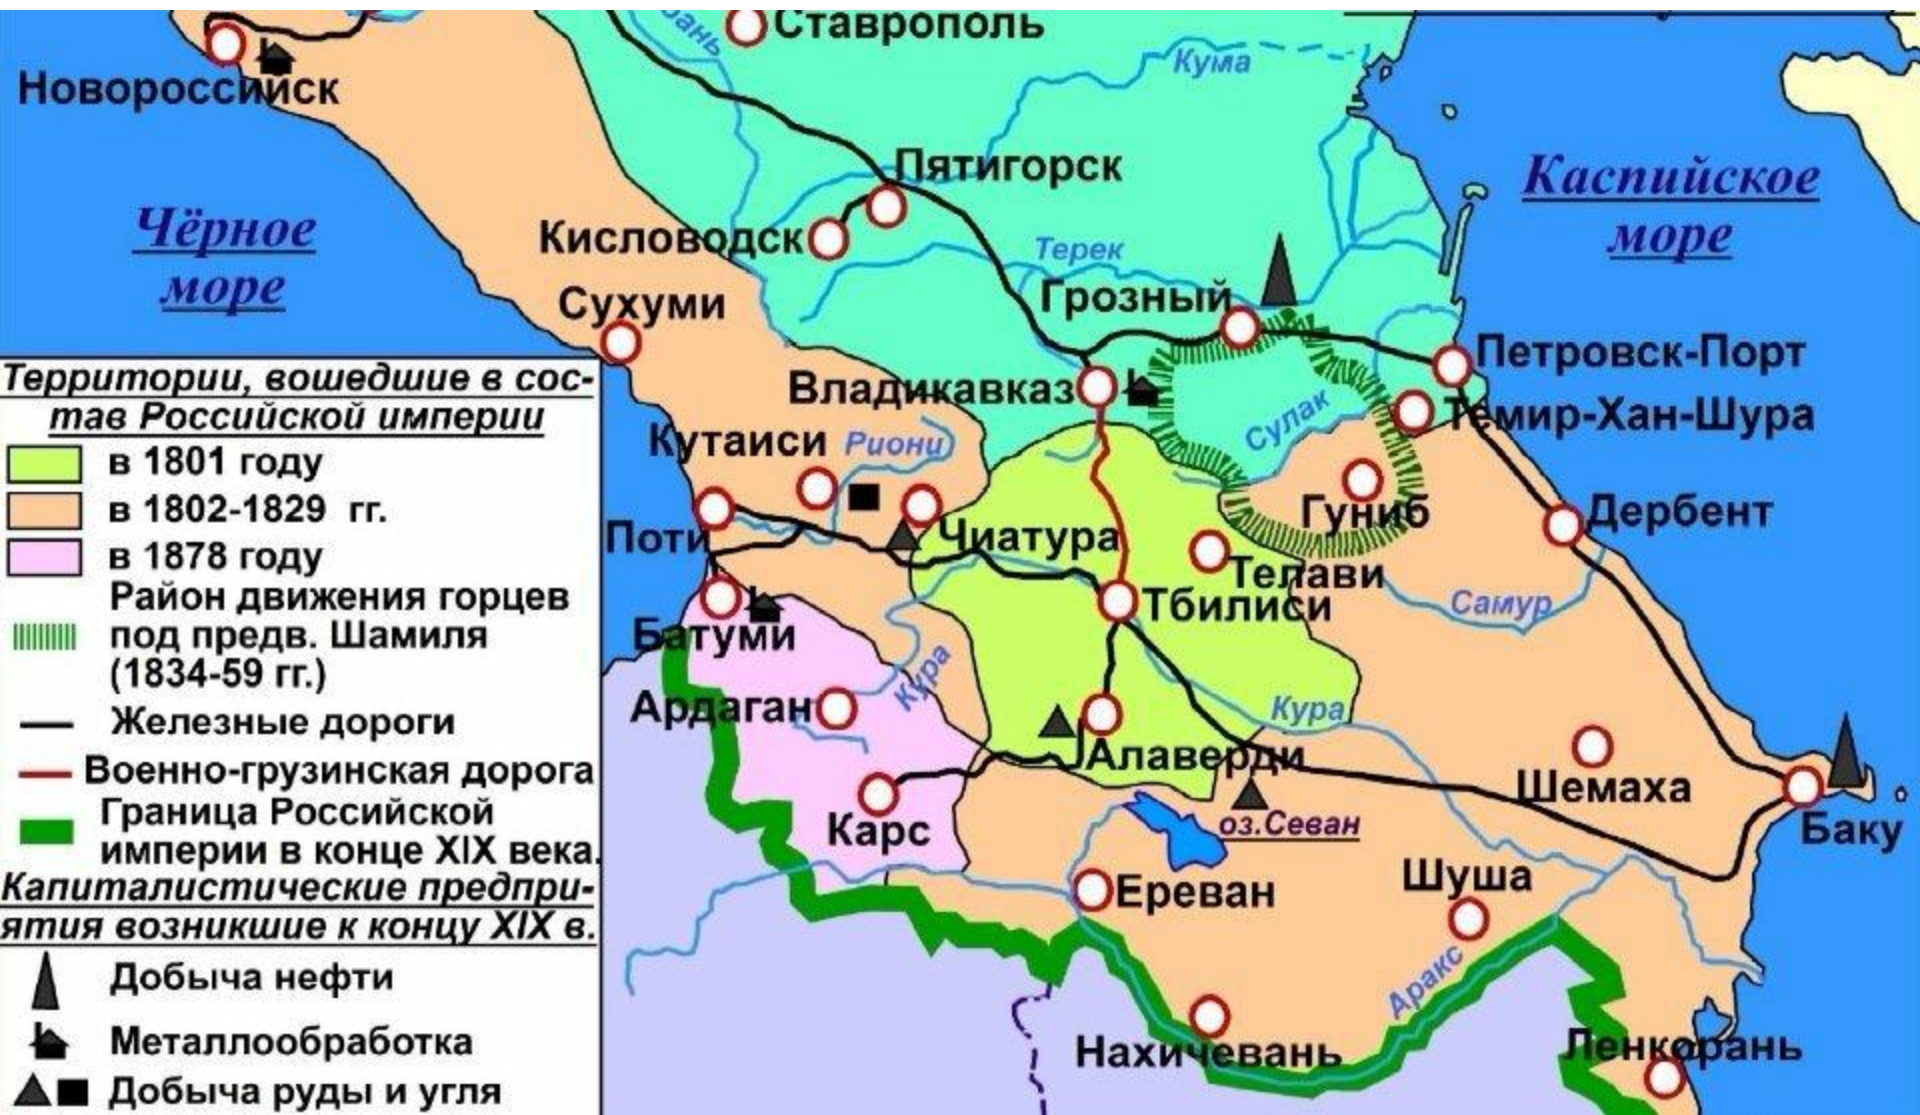 Ставрополь
Кума
Новороссийск
Пятигорск
Каспийское
море
Чёрное
море
Кисловодск
Терек
Сухуми
Грозный
Петровск-Порт
Владикавказ
Сулак
Темир-Хан-Шура
Кутаиси
Риони
Гуниб
Дербент
Поти
Чиатура
Телави
Тбилиси
Самур
Батуми
Кура
Ардаган
Кура
Алаверди
Шемаха
Карс
оз.Севан
Баку
Ереван
Шуша
Аракс
Нахичевань
Ленкорань
Территории, вошедшие в сос-
тав Российской империи
в 1801 году
в 1802-1829 гг.
в 1878 году
Район движения горцев
под предв. Шамиля
(1834-59 гг.)
Железные дороги
Военно-грузинская дорога
Граница Российской
империи в конце XIX века.
Капиталистические предпри-
ятия возникшие к концу XIX в.
Добыча нефти
Металлообработка
Добыча руды и угля